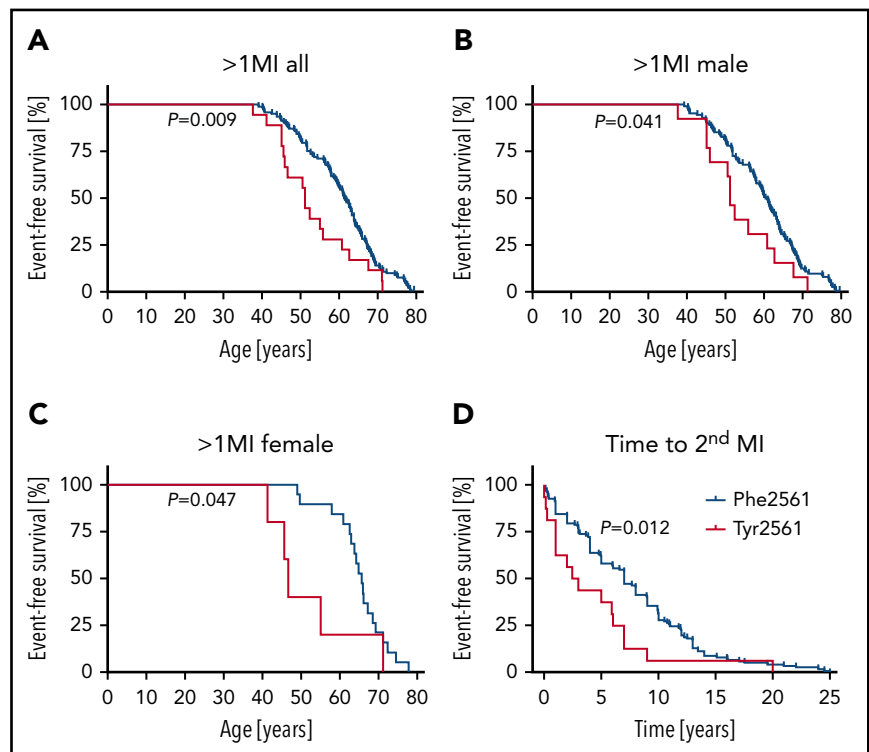 A
>1MI all
Event-free survival [%]
100
75
50
25
0
P=0.009
0 10 20 30 40 50 60 70 80
Age [years]
B
>1MI male
Event-free survival [%]
100
75
50
25
0
P=0.041
0 10 20 30 40 50 60 70 80
Age [years]
C
>1MI female
Event-free survival [%]
100
75
50
25
0
P=0.047
0 10 20 30 40 50 60 70 80
Age [years]
D
Time to 2nd MI
Event-free survival [%]
100
75
50
25
0
Phe2561
Tyr2561
P=0.012
0 5 10 15 20 25
Time [years]